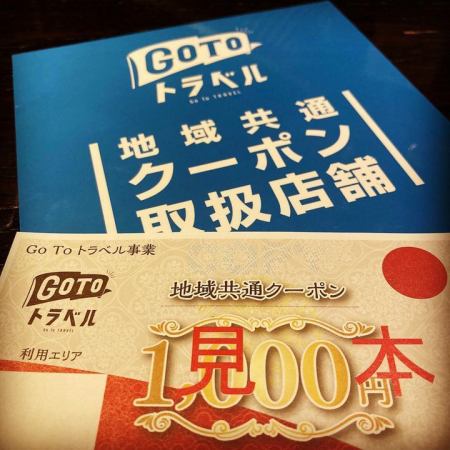 GOTO
トラベル
Go To TRAVEL
地域共通
クーポン
取扱店舗
Go To トラベル事業
GOTO
トラベル
Go To TRAVEL
利用エリア
地域共通クーポン
1,000円
見本